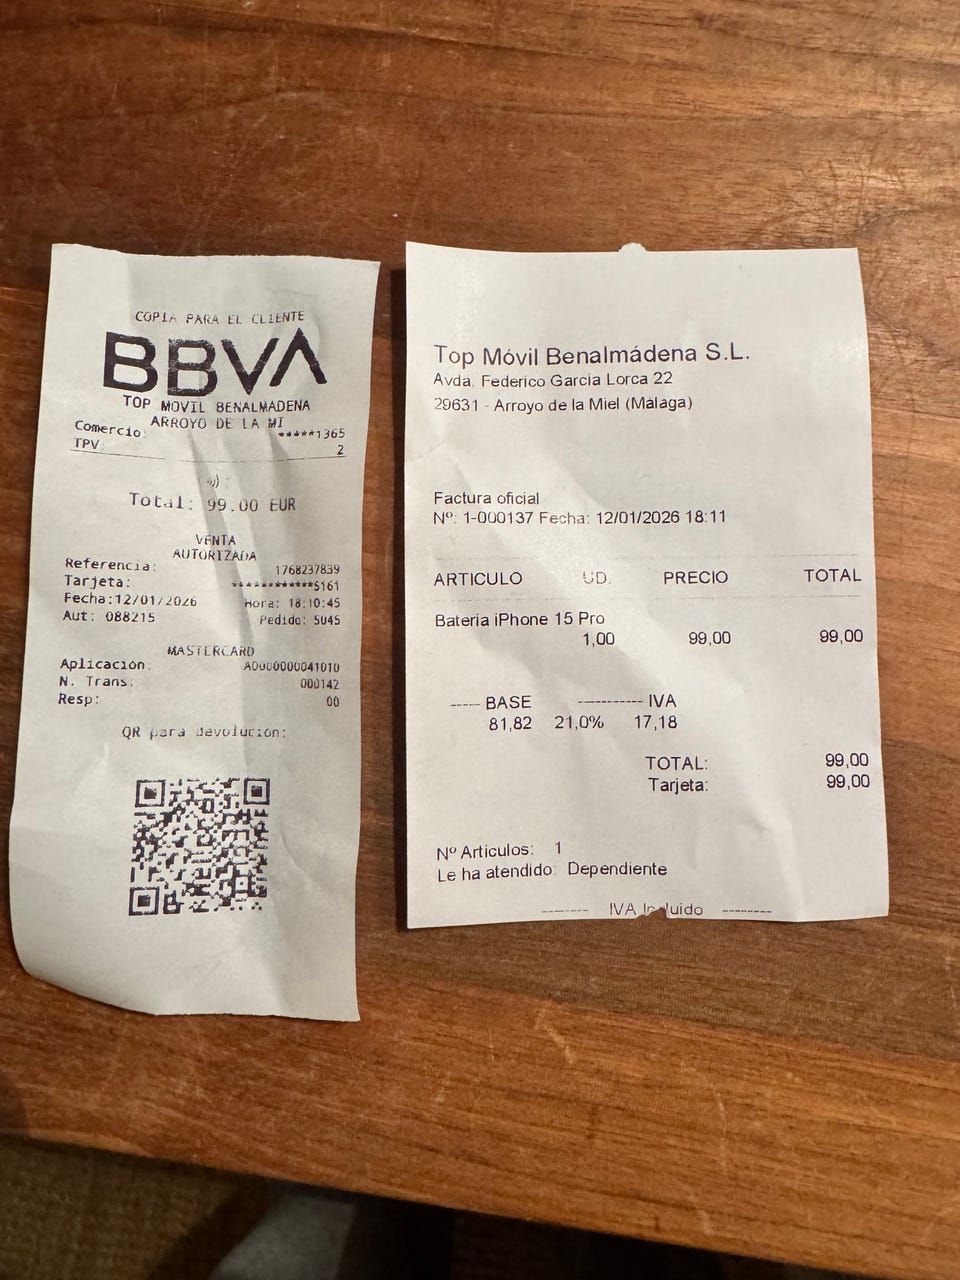 COPIA PARA EL CLIENTE
BBVA
TOP MOVIL BENALMADENA
ARROYO DE LA MI
Comercio: *****1365
TPV: 2
Total: 99.00 EUR
VENTA
AUTORIZADA
Referencia: 1768237839
Tarjeta: ************5161
Fecha:12/01/2026 Hora: 18:10:45
Aut: 088215 Pedido: 5045
MASTERCARD
Aplicación: A0000000041010
N. Trans: 000142
Resp: 00
QR para devolución:
Top Móvil Benalmádena S.L.
Avda. Federico Garcia Lorca 22
29631 - Arroyo de la Miel (Málaga)
Factura oficial
Nº: 1-000137 Fecha: 12/01/2026 18:11
ARTICULO UD. PRECIO TOTAL
Bateria iPhone 15 Pro
1,00 99,00 99,00
----- BASE ----------- IVA
81,82 21,0% 17,18
TOTAL: 99,00
Tarjeta: 99,00
Nº Articulos: 1
Le ha atendido: Dependiente
-------- IVA Incluido --------